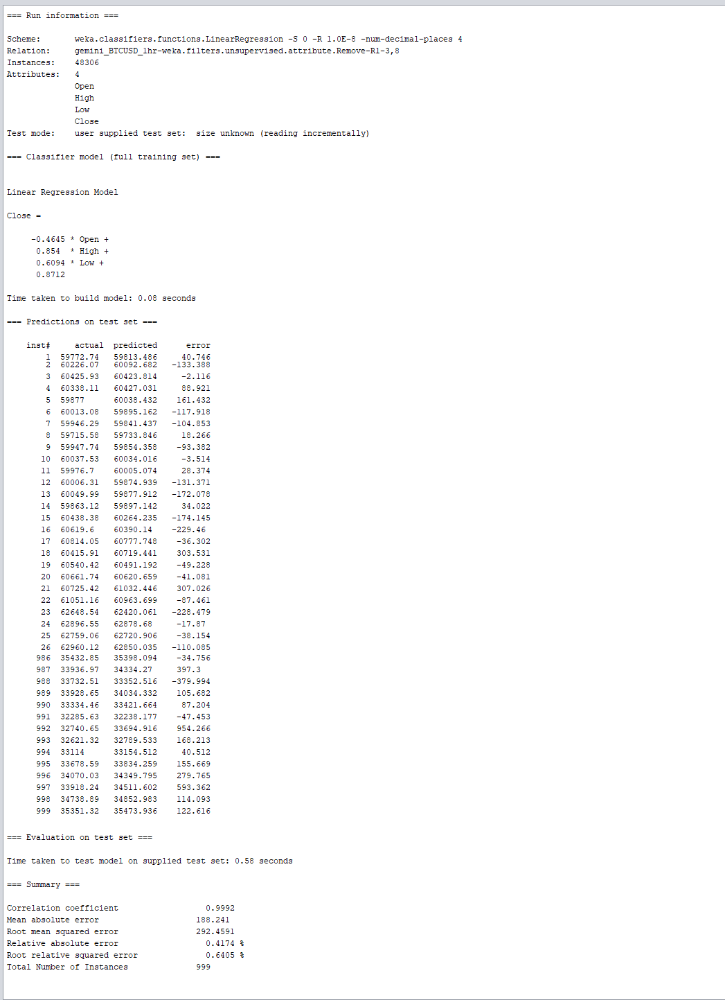 === Run information ===
Scheme: weka.classifiers.functions.LinearRegression -S 0 -R 1.0E-8 -num-decimal-places 4
Relation: gemini_BTCUSD_1hr-weka.filters.unsupervised.attribute.Remove-R1-3,8
Instances: 48306
Attributes: 4
Open
High
Low
Close
Test mode: user supplied test set: size unknown (reading incrementally)
=== Classifier model (full training set) ===
Linear Regression Model
Close =
-0.4645 * Open +
0.854 * High +
0.6094 * Low +
0.8712
Time taken to build model: 0.08 seconds
=== Predictions on test set ===
inst# actual predicted error
1 59772.74 59813.486 40.746
2 60226.07 60092.682 -133.388
3 60425.93 60423.814 -2.116
4 60338.11 60427.031 88.921
5 59877 60038.432 161.432
6 60013.08 59895.162 -117.918
7 59946.29 59841.437 -104.853
8 59715.58 59733.846 18.266
9 59947.74 59854.358 -93.382
10 60037.53 60034.016 -3.514
11 59976.7 60005.074 28.374
12 60006.31 59874.939 -131.371
13 60049.99 59877.912 -172.078
14 59863.12 59897.142 34.022
15 60438.38 60264.235 -174.145
16 60619.6 60390.14 -229.46
17 60814.05 60777.748 -36.302
18 60415.91 60719.441 303.531
19 60540.42 60491.192 -49.228
20 60661.74 60620.659 -41.081
21 60725.42 61032.446 307.026
22 61051.16 60963.699 -87.461
23 62648.54 62420.061 -228.479
24 62896.55 62878.68 -17.87
25 62759.06 62720.906 -38.154
26 62960.12 62850.035 -110.085
986 35432.85 35398.094 -34.756
987 33936.97 34334.27 397.3
988 33732.51 33352.516 -379.994
989 33928.65 34034.332 105.682
990 33334.46 33421.664 87.204
991 32285.63 32238.177 -47.453
992 32740.65 33694.916 954.266
993 32621.32 32789.533 168.213
994 33114 33154.512 40.512
995 33678.59 33834.259 155.669
996 34070.03 34349.795 279.765
997 33918.24 34511.602 593.362
998 34738.89 34852.983 114.093
999 35351.32 35473.936 122.616
=== Evaluation on test set ===
Time taken to test model on supplied test set: 0.58 seconds
=== Summary ===
Correlation coefficient 0.9992
Mean absolute error 188.241
Root mean squared error 292.4591
Relative absolute error 0.4174 %
Root relative squared error 0.6405 %
Total Number of Instances 999